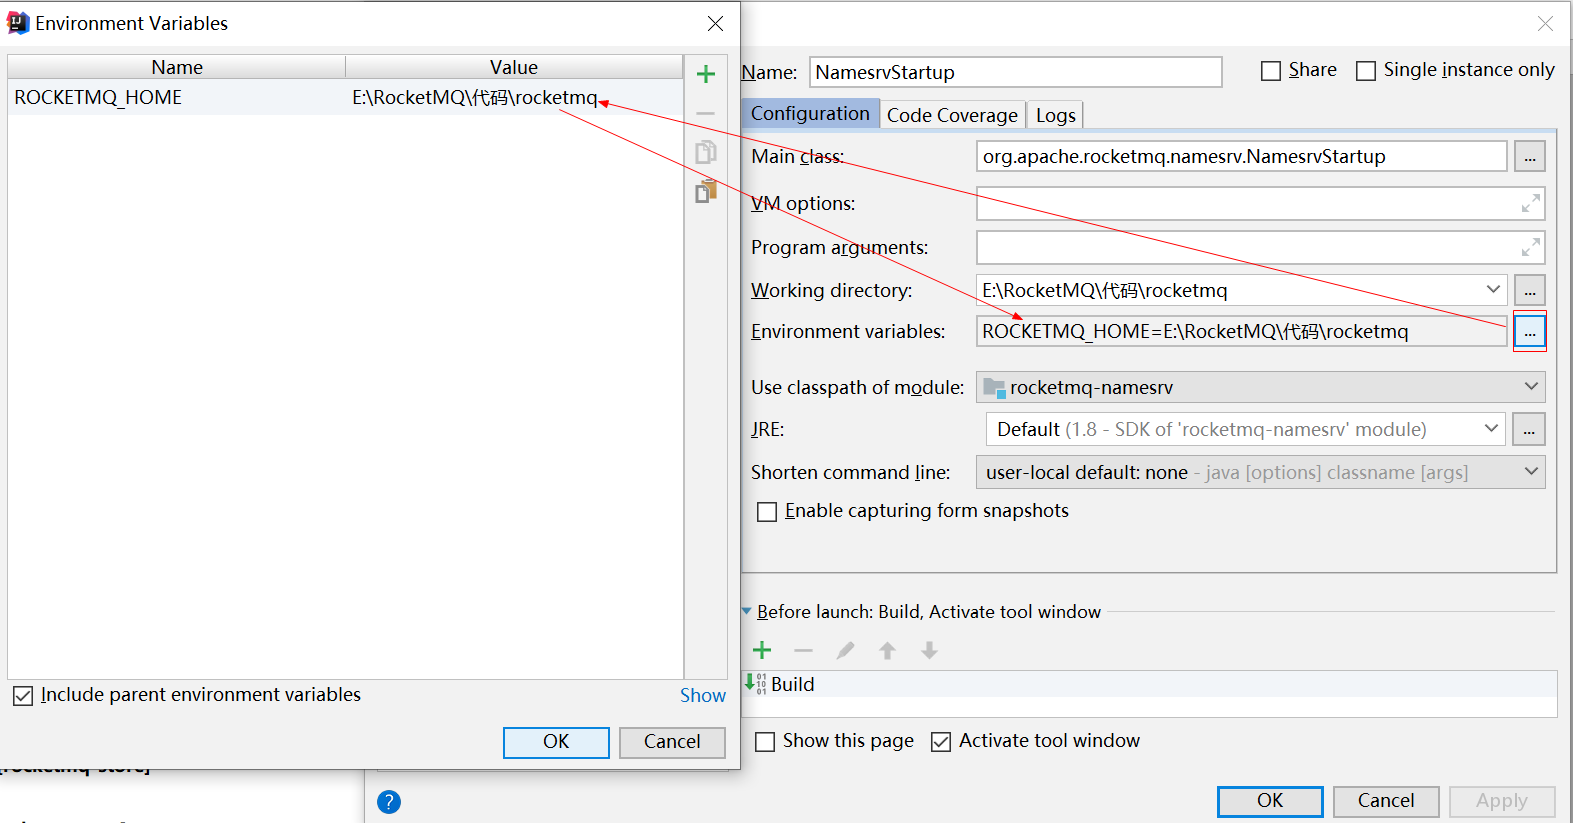 Environment Variables
Name Value
ROCKETMQ_HOME E:\RocketMQ\代码\rocketmq
Include parent environment variables Show
OK Cancel
Name: NamesrvStartup Share Single instance only
Configuration Code Coverage Logs
Main class: org.apache.rocketmq.namesrv.NamesrvStartup ...
VM options:
Program arguments:
Working directory: E:\RocketMQ\代码\rocketmq ...
Environment variables: ROCKETMQ_HOME=E:\RocketMQ\代码\rocketmq ...
Use classpath of module: rocketmq-namesrv
JRE: Default (1.8 - SDK of 'rocketmq-namesrv' module) ...
Shorten command line: user-local default: none - java [options] classname [args]
Enable capturing form snapshots
Before launch: Build, Activate tool window
Build
Show this page Activate tool window
? OK Cancel Apply